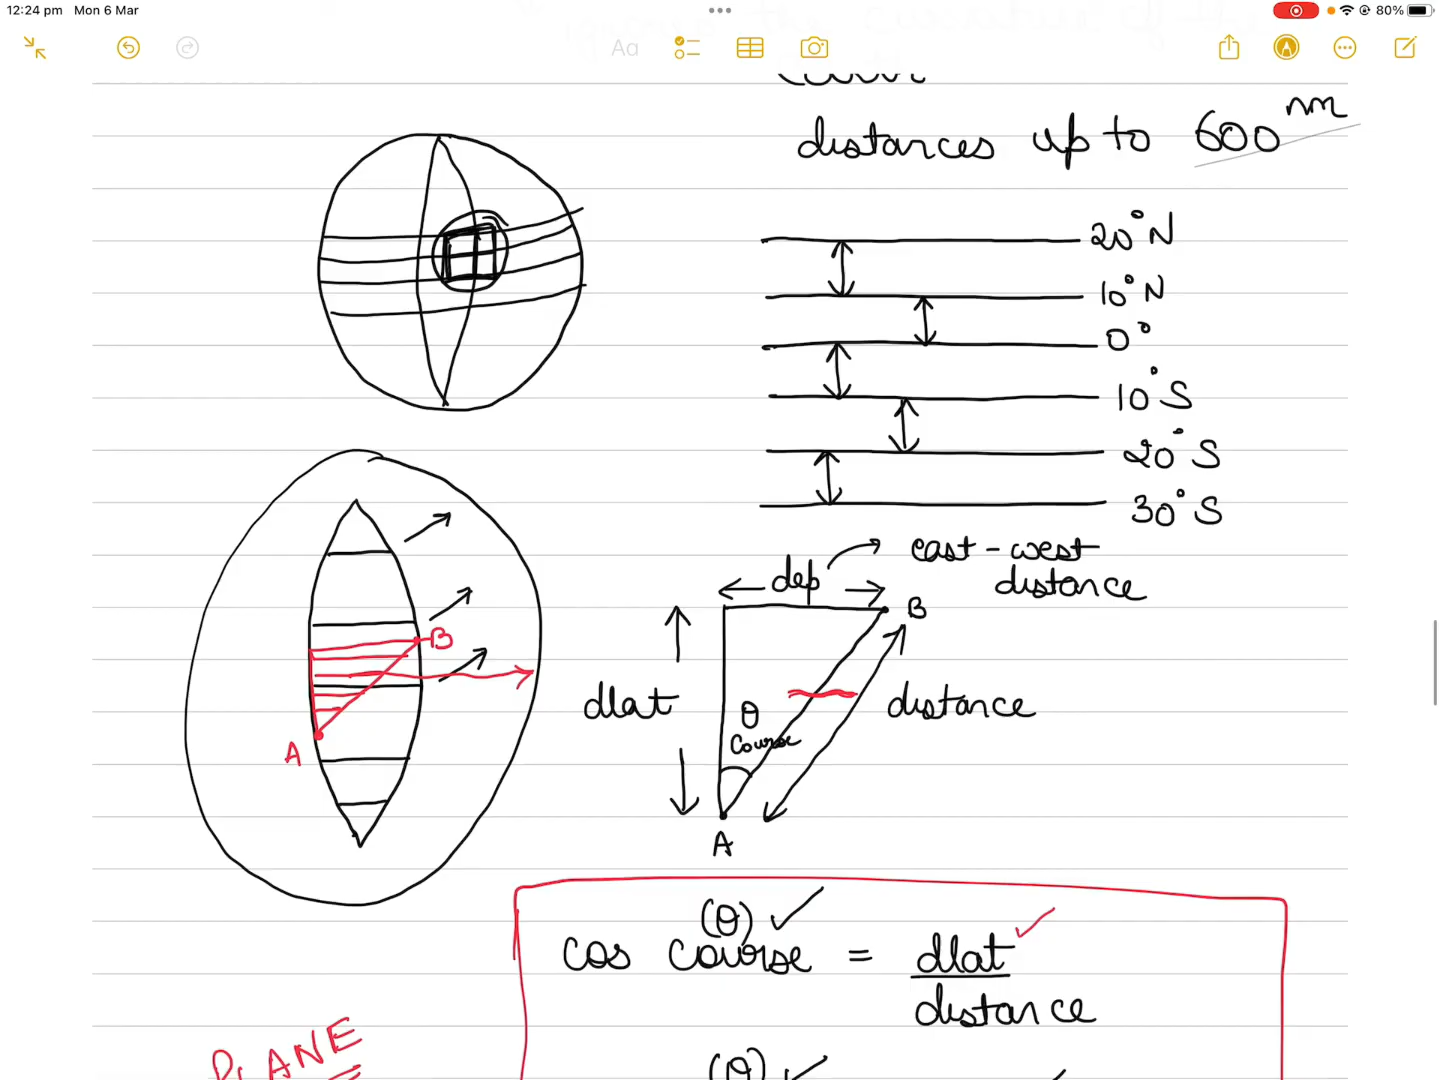 12:24 pm Mon 6 Mar
80%
Aa
distances up to 600 nm
20°N
10°N
0°
10°S
20°S
30°S
dep
east-west
distance
B
dlat
θ
Course
distance
A
B
A
(θ)
cos course = dlat
distance
PLANE
(θ)